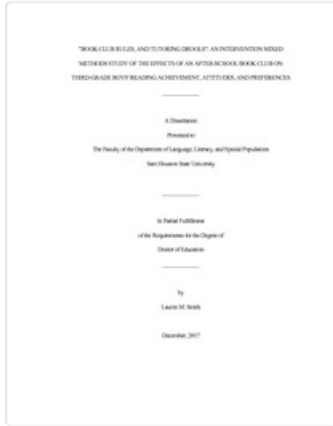 "BOOK CLUB RULES, AND TUTORING DROOLS": AN INTERVENTION MIXED
METHODS STUDY OF THE EFFECTS OF AN AFTER-SCHOOL BOOK CLUB ON
THIRD-GRADE BOYS' READING ACHIEVEMENT, ATTITUDES, AND PREFERENCES
A Dissertation
Presented to
The Faculty of the Department of Language, Literacy, and Special Populations
Sam Houston State University
In Partial Fulfillment
of the Requirements for the Degree of
Doctor of Education
by
Lauren M.
December, 2017